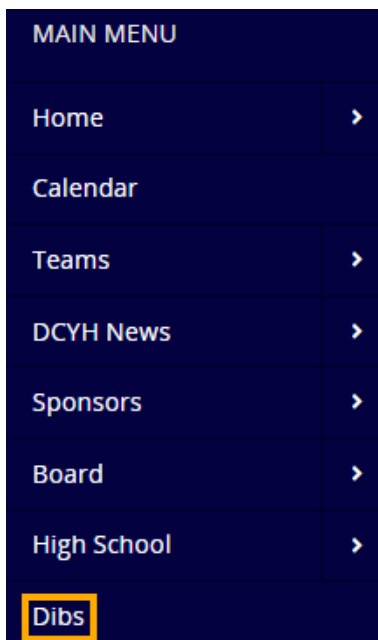 MAIN MENU
Home
Calendar
Teams
DCYH News
Sponsors
Board
High School
Dibs